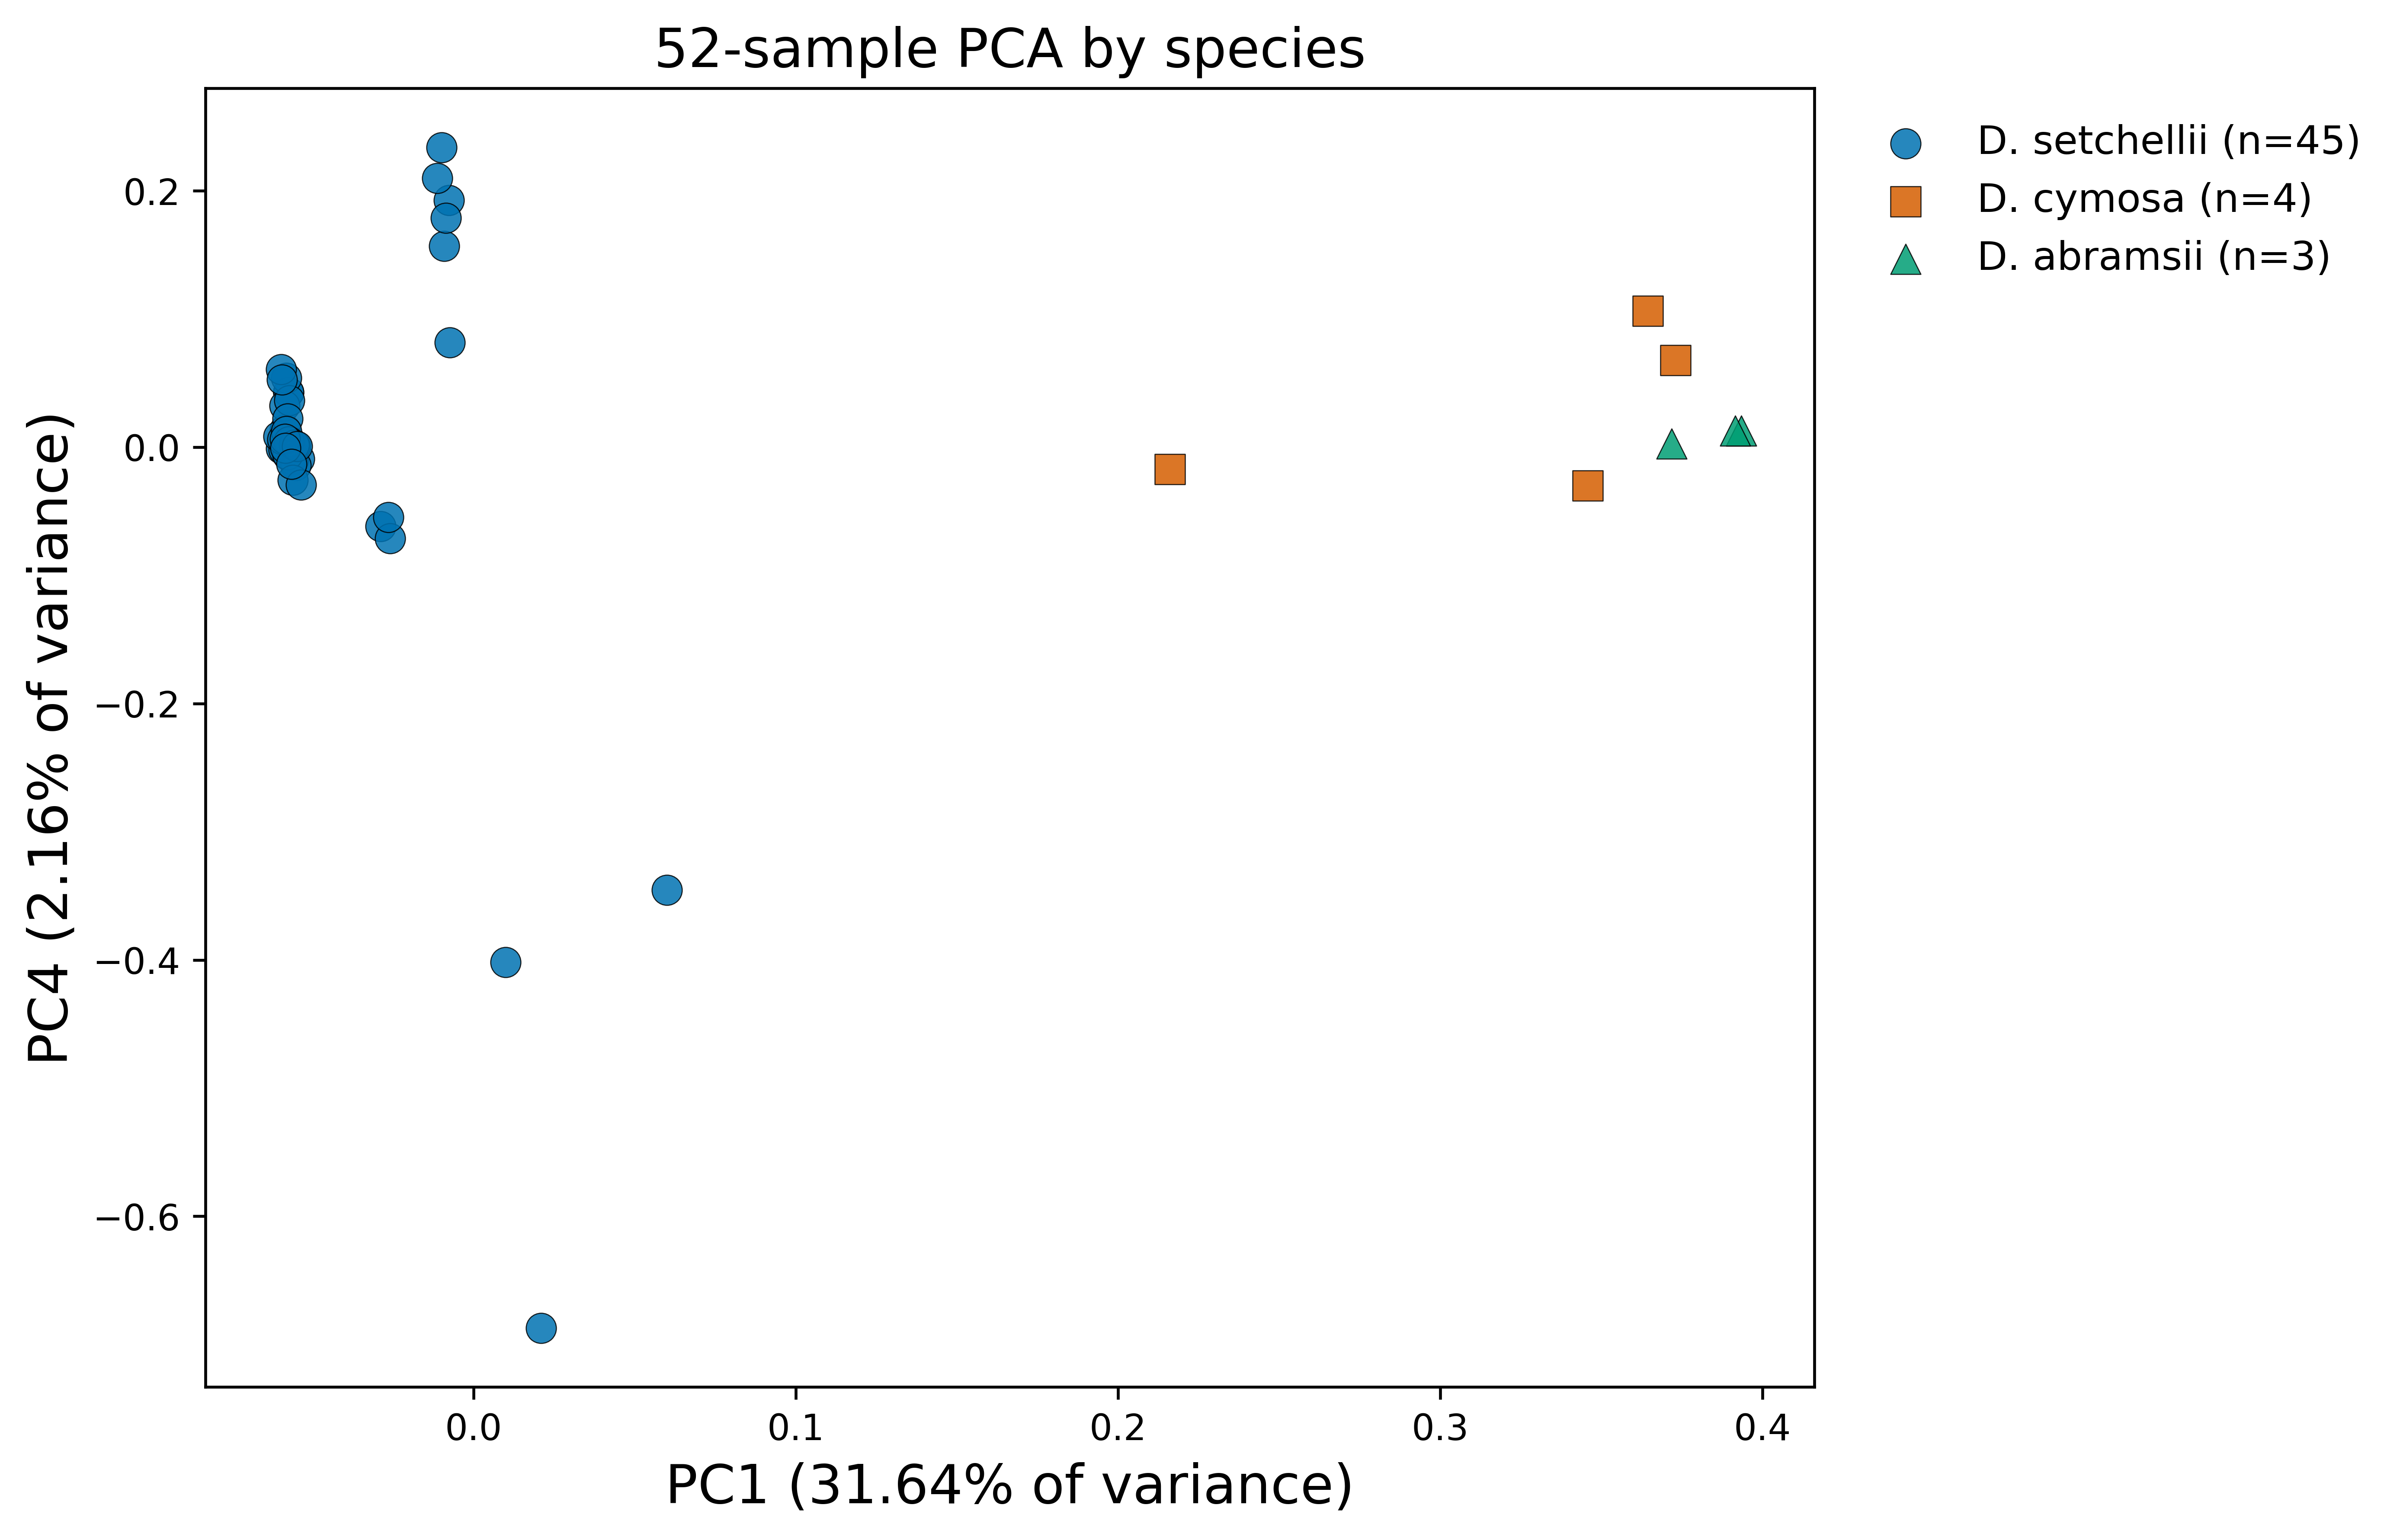 52-sample PCA by species
D. setchellii (n=45)
D. cymosa (n=4)
D. abramsii (n=3)
PC4 (2.16% of variance)
0.2
0.0
−0.2
−0.4
−0.6
0.0 0.1 0.2 0.3 0.4
PC1 (31.64% of variance)